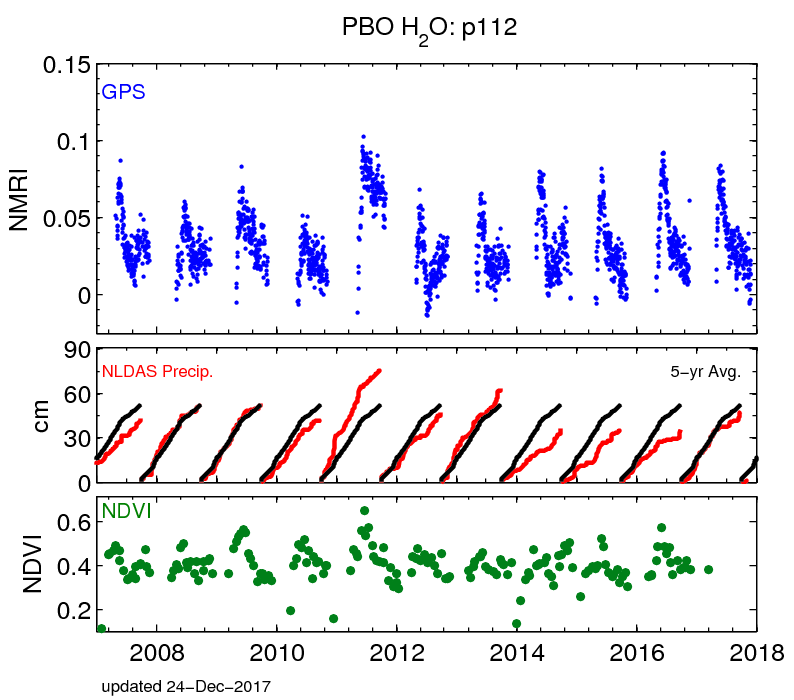 PBO H2O: p112
0.15
GPS
0.1
NMRI
0.05
0
90
NLDAS Precip.
5−yr Avg.
60
cm
30
0
NDVI
0.6
NDVI
0.4
0.2
2008 2010 2012 2014 2016 2018
updated 24−Dec−2017